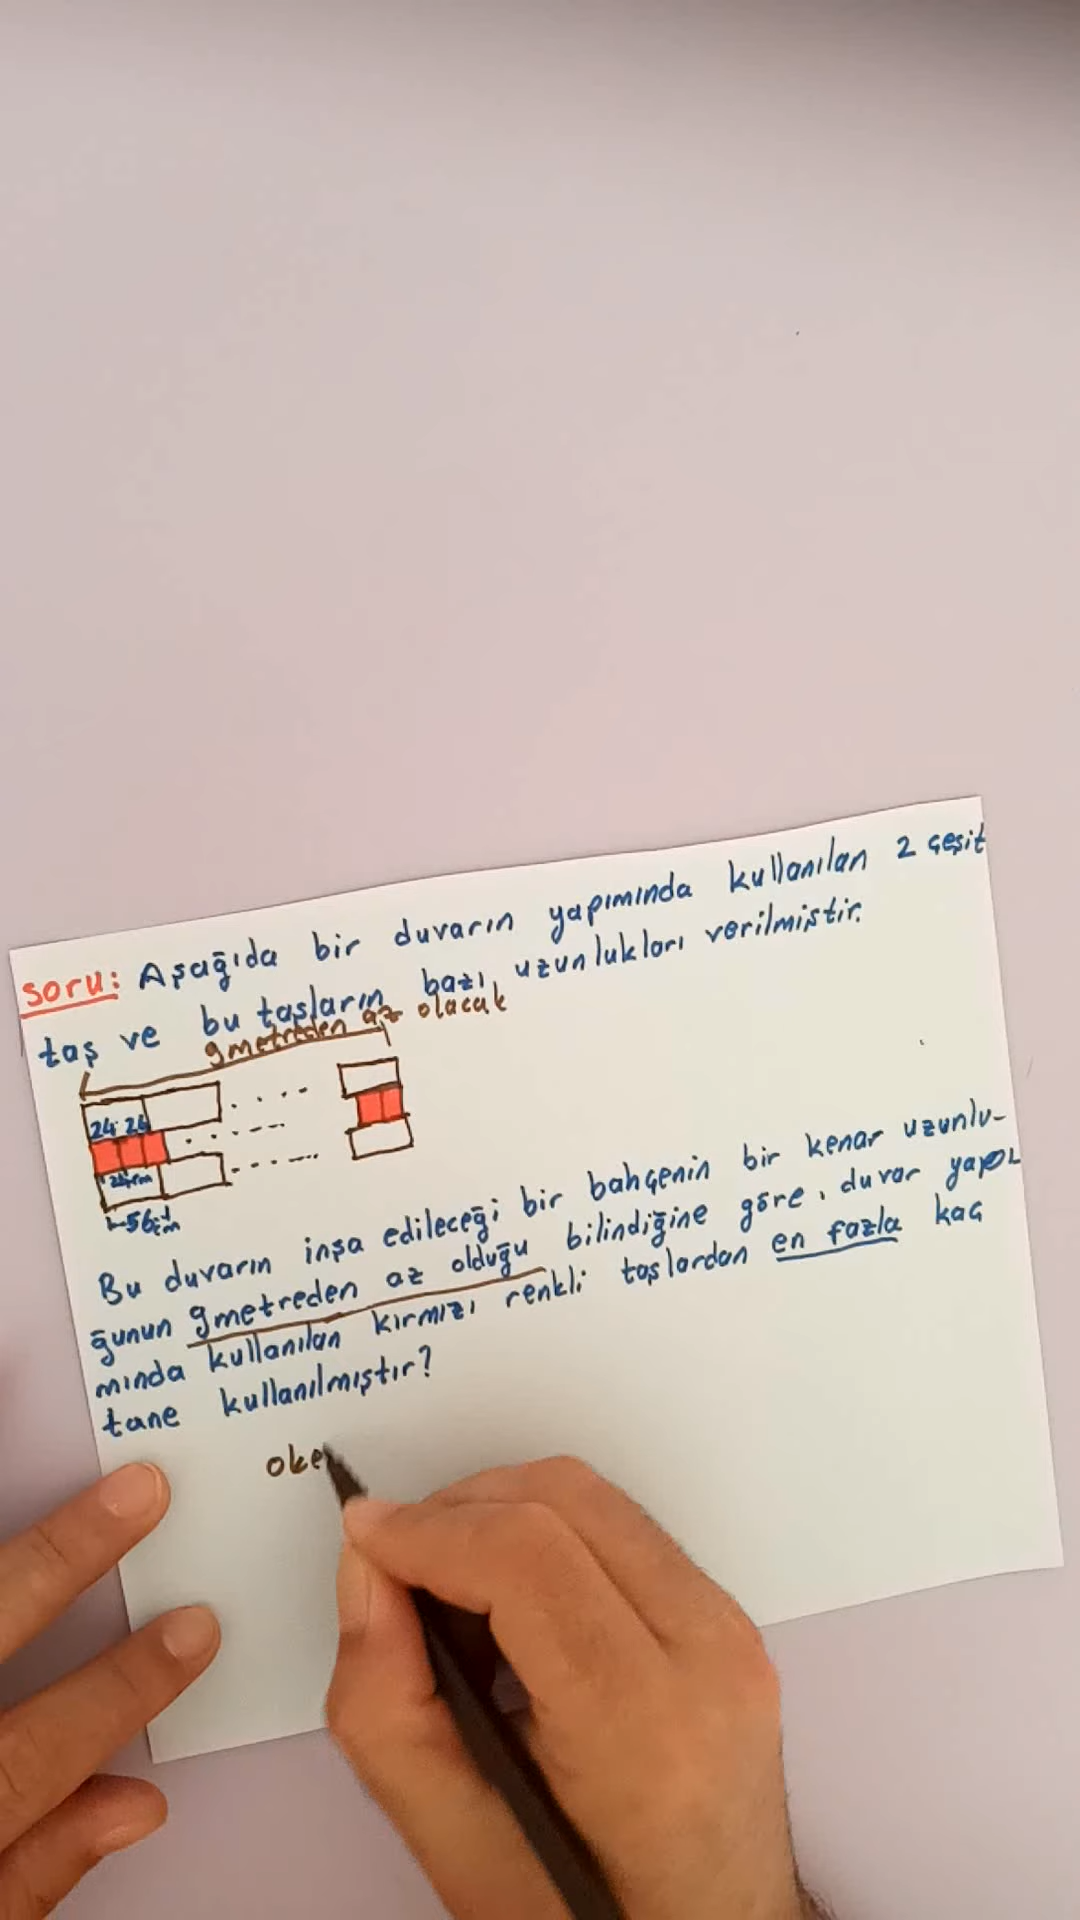 soru: Aşağıda bir duvarın yapımında kullanılan 2 çeşit
taş ve bu taşların bazı uzunlukları verilmiştir.
9metreden az olacak
24 24
24cm
56cm
Bu duvarın inşa edileceği bir bahçenin bir kenar uzunlu-
ğunun 9metreden az olduğu bilindiğine göre, duvar yapı
mında kullanılan kırmızı renkli taşlardan en fazla kaç
tane kullanılmıştır?
oke